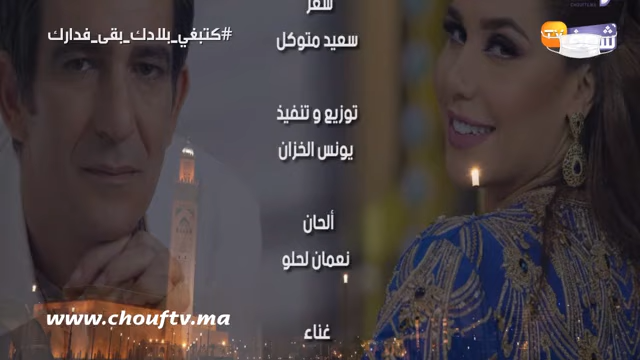 شعر
#كتبغي_بلادك_بقى_فدارك
سعيد متوكل
توزيع و تنفيذ
يونس الخزان
ألحان
نعمان لحلو
www.chouftv.ma
غناء